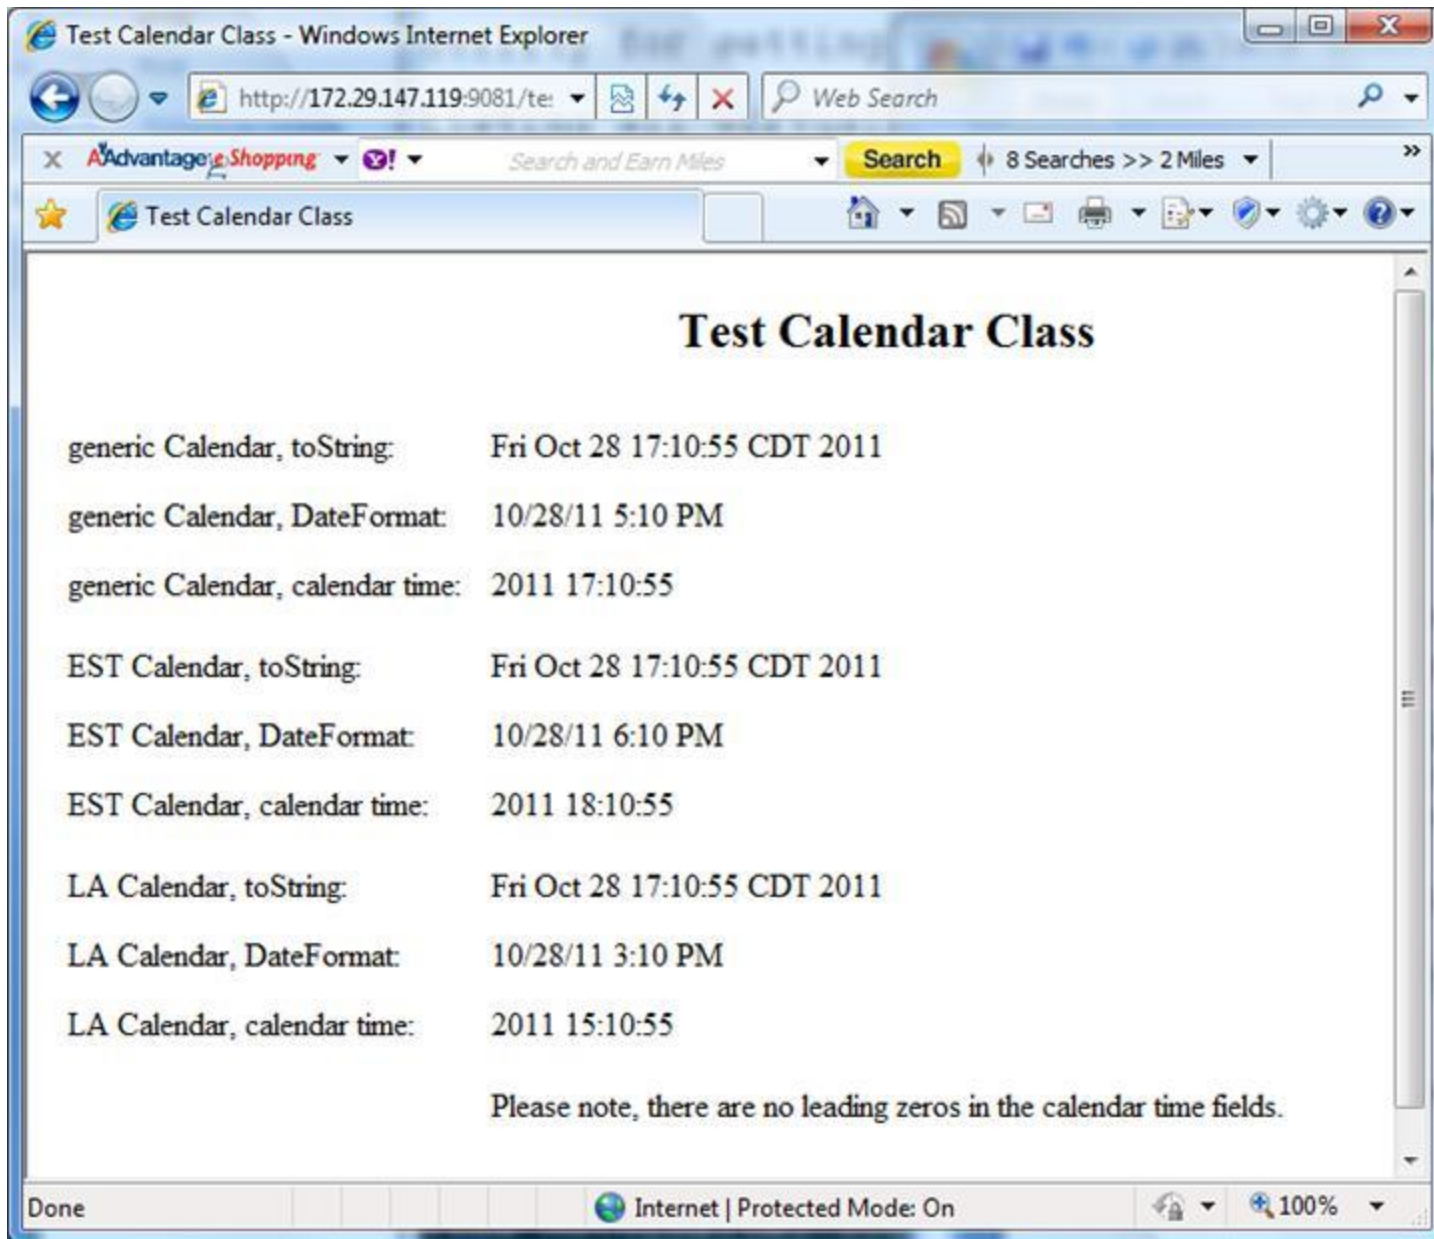 Test Calendar Class - Windows Internet Explorer
http://172.29.147.119:9081/te
Web Search
AAdvantage eShopping
Y!
Search and Earn Miles
Search
8 Searches >> 2 Miles
»
Test Calendar Class
Test Calendar Class
generic Calendar, toString: Fri Oct 28 17:10:55 CDT 2011
generic Calendar, DateFormat: 10/28/11 5:10 PM
generic Calendar, calendar time: 2011 17:10:55
EST Calendar, toString: Fri Oct 28 17:10:55 CDT 2011
EST Calendar, DateFormat: 10/28/11 6:10 PM
EST Calendar, calendar time: 2011 18:10:55
LA Calendar, toString: Fri Oct 28 17:10:55 CDT 2011
LA Calendar, DateFormat: 10/28/11 3:10 PM
LA Calendar, calendar time: 2011 15:10:55
Please note, there are no leading zeros in the calendar time fields.
Done
Internet | Protected Mode: On
100%